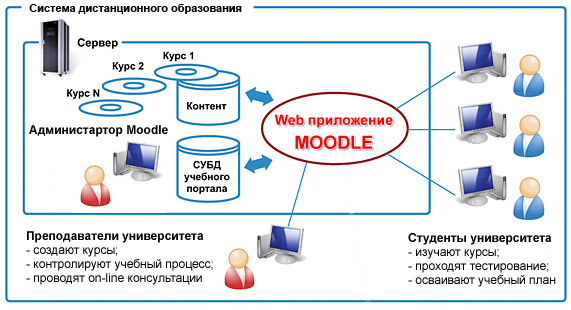 Система дистанционного образования
Сервер
Курс 1
Курс 2
Курс N
Контент
Администартор Moodle
СУБД
учебного
портала
Web приложение
MOODLE
Преподаватели университета
- создают курсы;
- контролируют учебный процесс;
- проводят on-line консультации
Студенты университета
- изучают курсы;
- проходят тестирование;
- осваивают учебный план